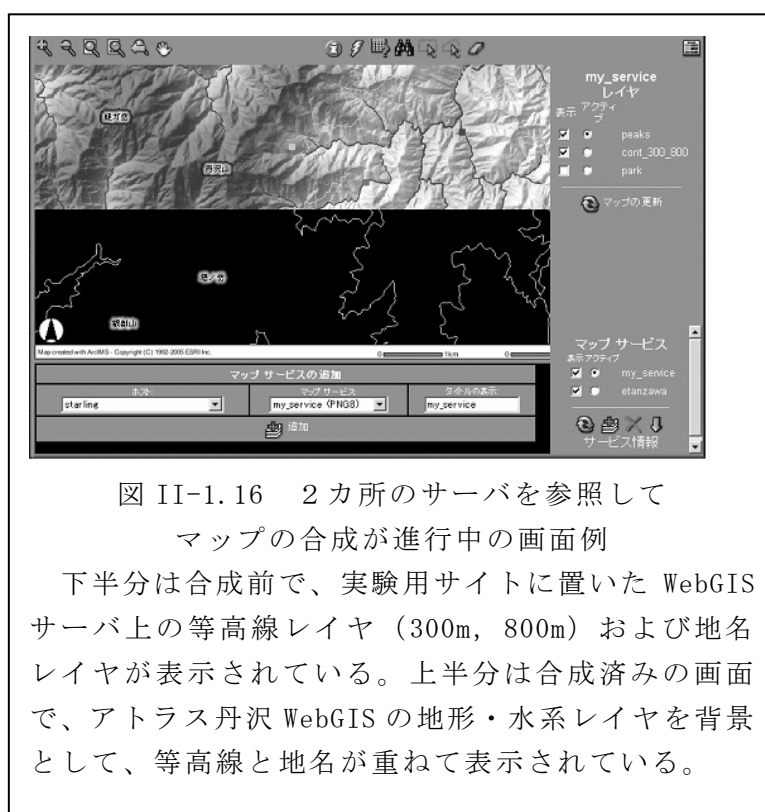 my_service
レイヤ
表示 アクティブ
peaks
cont_300_800
park
マップの更新
丹沢山
塔ノ岳
Map created with ArcIMS - Copyright (C) 1992-2005 ESRI Inc.
0 1km 0
マップ サービス
表示 アクティブ
my_service
etanzawa
サービス情報
マップ サービスの追加
ホスト:
マップ サービス:
タイトルの表示:
starling
my_service (PNG8)
my_service
追加
図 II-1.16 2カ所のサーバを参照して
マップの合成が進行中の画面例
下半分は合成前で、実験用サイトに置いた WebGIS
サーバ上の等高線レイヤ(300m, 800m)および地名
レイヤが表示されている。上半分は合成済みの画面
で、アトラス丹沢 WebGIS の地形・水系レイヤを背景
として、等高線と地名が重ねて表示されている。